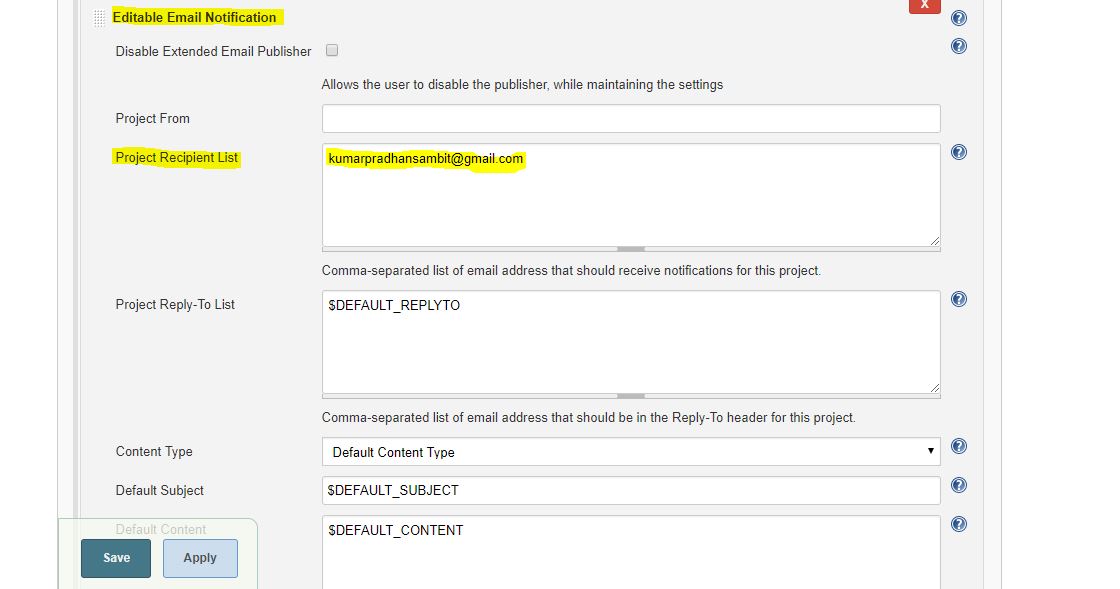 X
Editable Email Notification
Disable Extended Email Publisher
Allows the user to disable the publisher, while maintaining the settings
Project From
Project Recipient List
kumarpradhansambit@gmail.com
Comma-separated list of email address that should receive notifications for this project.
Project Reply-To List
$DEFAULT_REPLYTO
Comma-separated list of email address that should be in the Reply-To header for this project.
Content Type
Default Content Type
Default Subject
$DEFAULT_SUBJECT
Default Content
$DEFAULT_CONTENT
Save
Apply